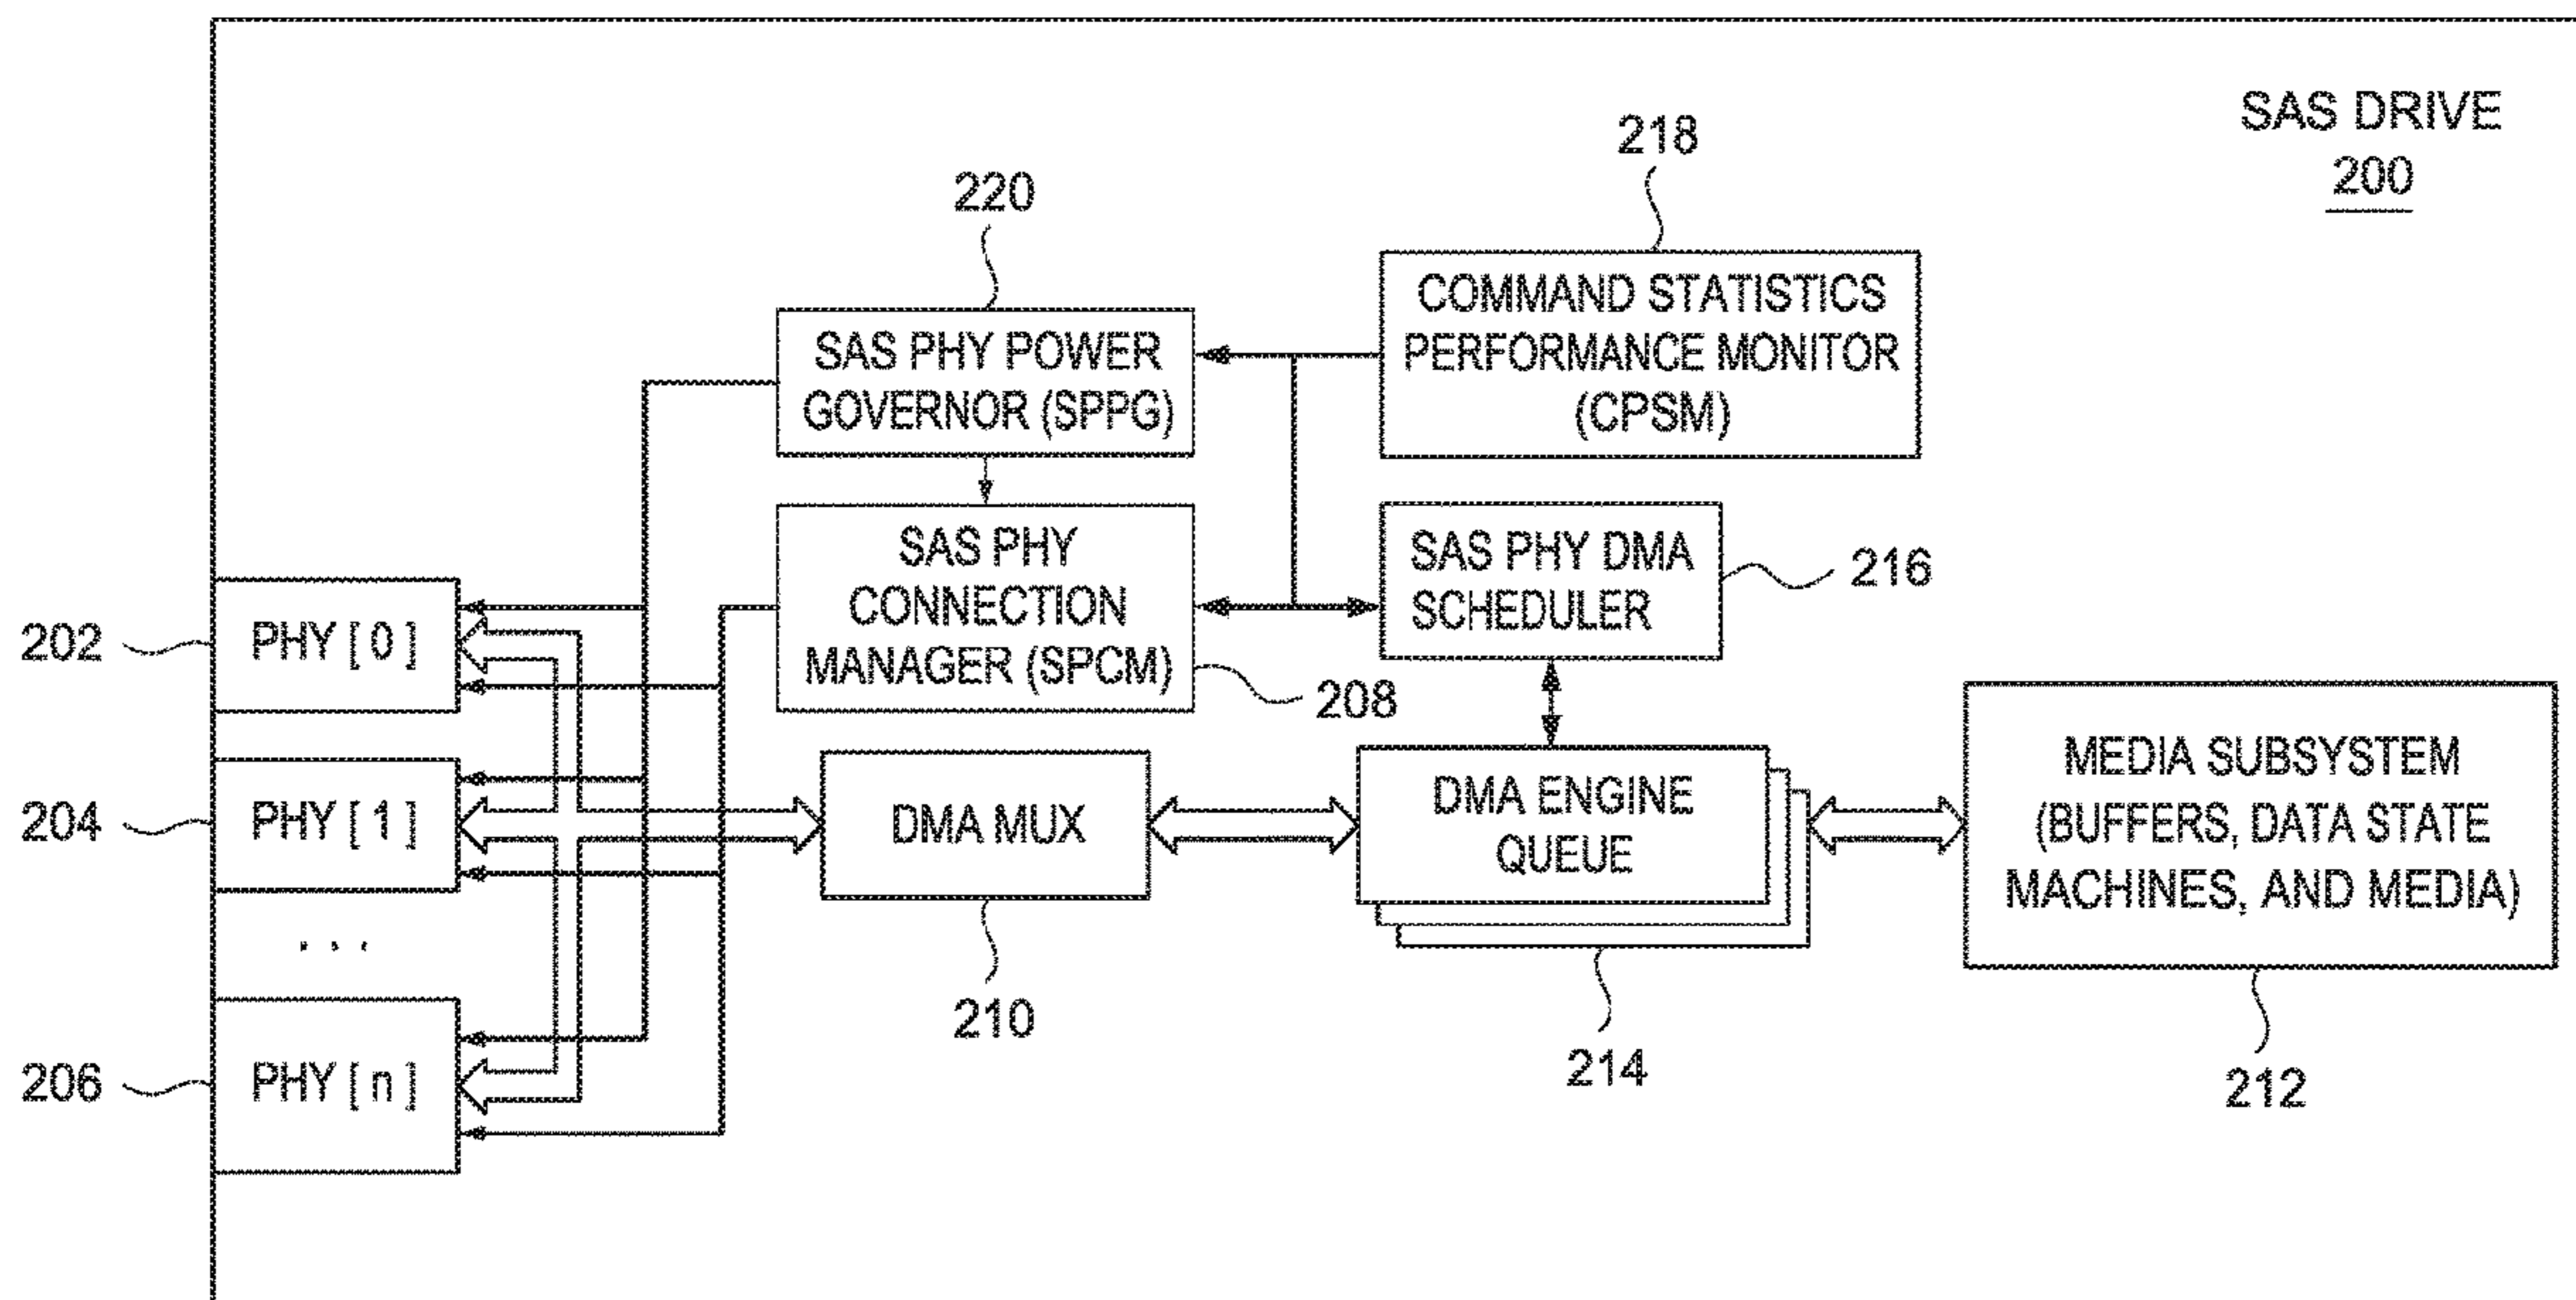 SAS DRIVE
200
218
220
COMMAND STATISTICS
PERFORMANCE MONITOR
(CPSM)
SAS PHY POWER
GOVERNOR (SPPG)
SAS PHY
CONNECTION
MANAGER (SPCM)
208
SAS PHY DMA
SCHEDULER
216
202
PHY [ 0 ]
204
PHY [ 1 ]
. . .
206
PHY [ n ]
DMA MUX
210
DMA ENGINE
QUEUE
214
MEDIA SUBSYSTEM
(BUFFERS, DATA STATE
MACHINES, AND MEDIA)
212